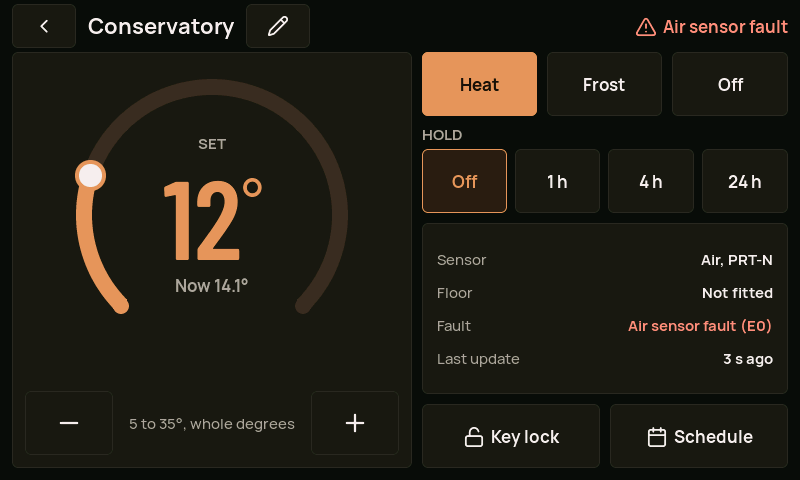 Conservatory
Air sensor fault
SET
12°
Now 14.1°
5 to 35°, whole degrees
Heat
Frost
Off
HOLD
Off
1 h
4 h
24 h
Sensor Air, PRT-N
Floor Not fitted
Fault Air sensor fault (E0)
Last update 3 s ago
Key lock
Schedule